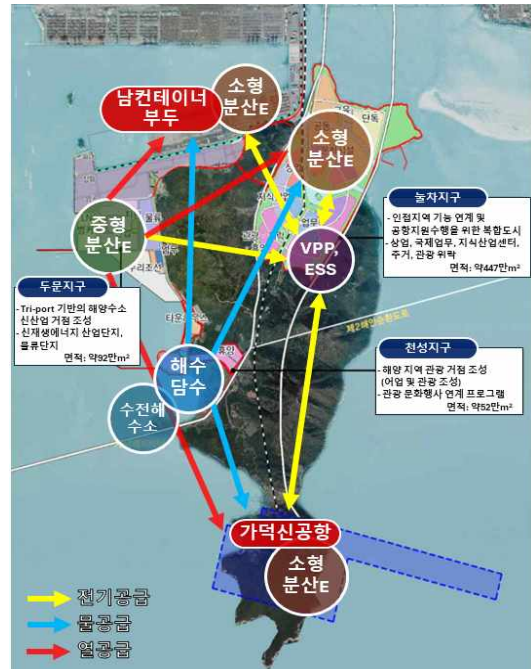 남컨테이너
부두
소형
분산E
소형
분산E
단독
중형
분산E
물류
업무
VPP,
ESS
눌차지구
- 인접지역 기능 연계 및
공항지원수행을 위한 복합도시
- 상업, 국제업무, 지식산업센터,
주거, 관광 위락
면적: 약447만m²
두문지구
- Tri-port 기반의 해양수소
신산업 거점 조성
- 신재생에너지 산업단지,
물류단지
면적: 약92만m²
제2해안순환도로
휴양
해수
담수
수전해
수소
천성지구
- 해양 지역 관광 거점 조성
(어업 및 관광 조성)
- 관광 문화행사 연계 프로그램
면적: 약52만m²
가덕신공항
소형
분산E
전기공급
물공급
열공급